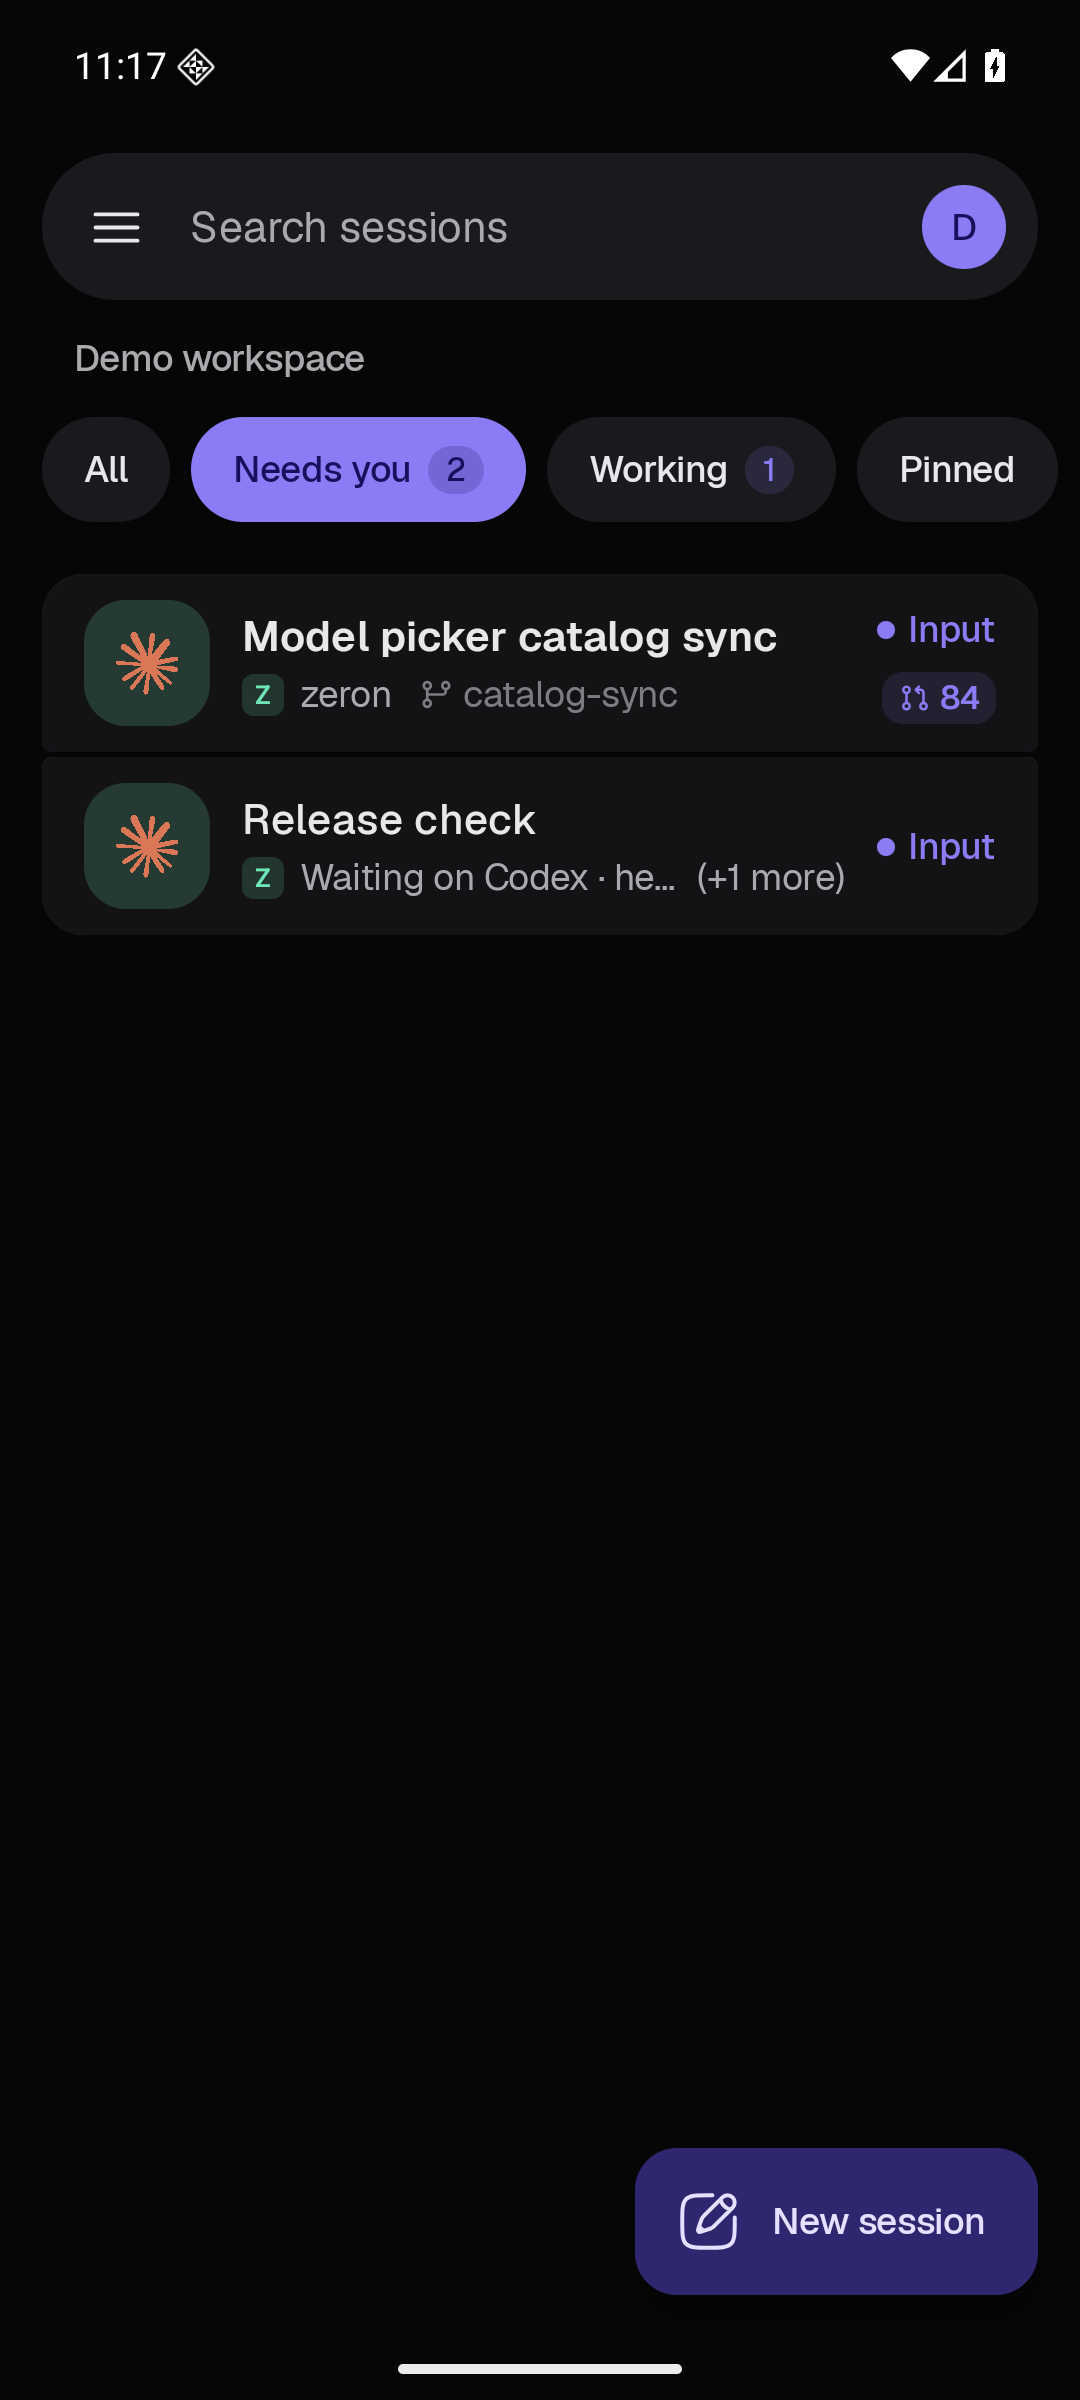 11:17
Search sessions
D
Demo workspace
All
Needs you 2
Working 1
Pinned
Model picker catalog sync
Input
Z zeron catalog-sync
84
Release check
Z Waiting on Codex · he... (+1 more)
Input
New session